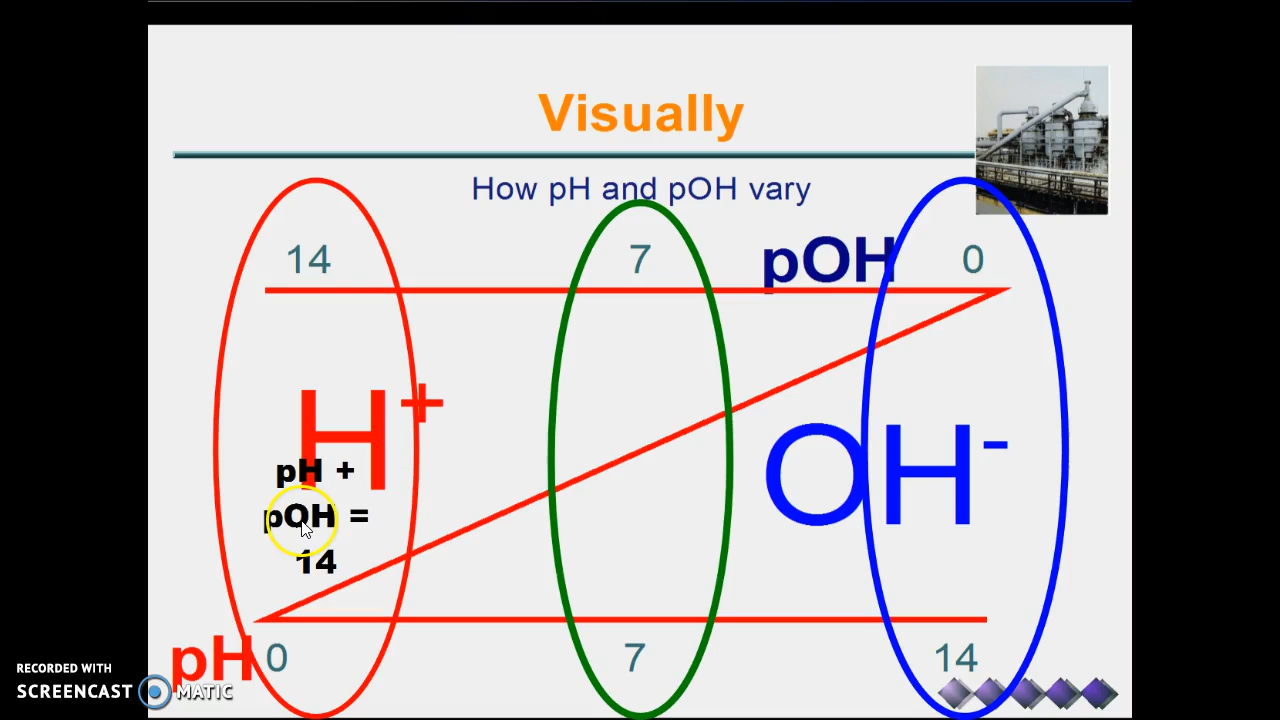 Visually
How pH and pOH vary
14 7 pOH 0
H+
OH-
pH +
pOH =
14
pH 0 7 14
RECORDED WITH
SCREENCAST MATIC